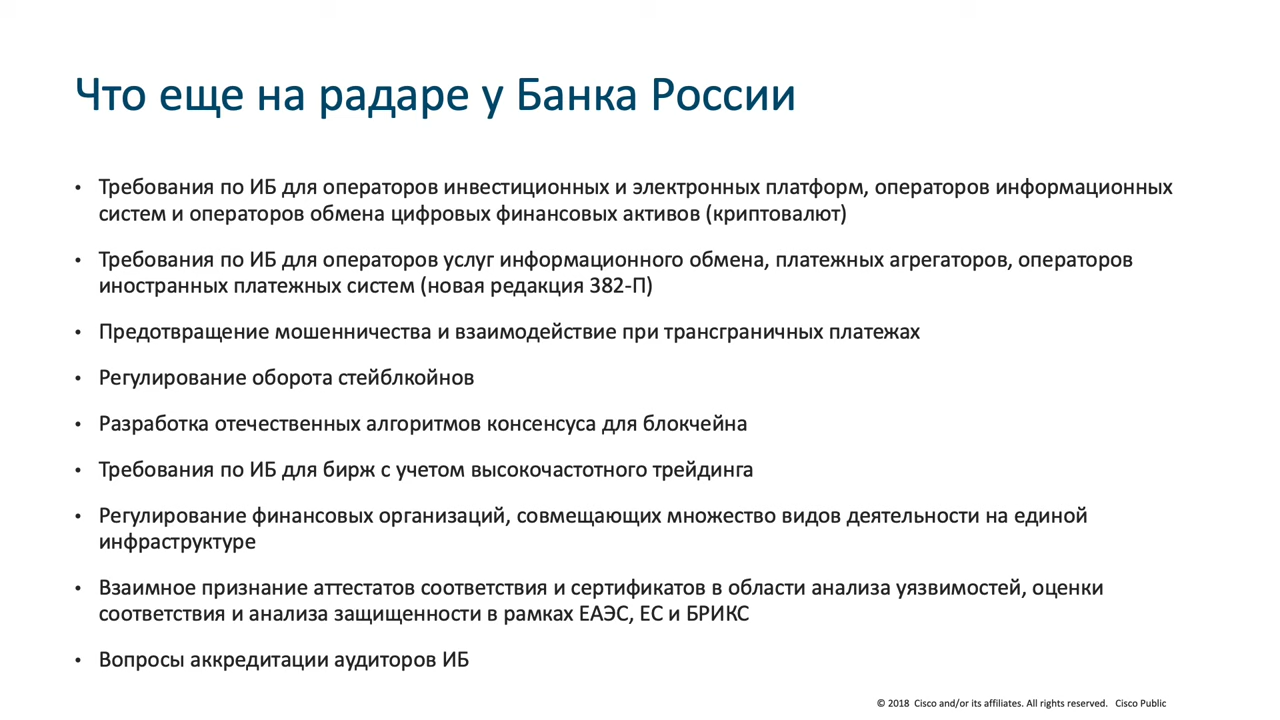 Что еще на радаре у Банка России
• Требования по ИБ для операторов инвестиционных и электронных платформ, операторов информационных
систем и операторов обмена цифровых финансовых активов (криптовалют)
• Требования по ИБ для операторов услуг информационного обмена, платежных агрегаторов, операторов
иностранных платежных систем (новая редакция 382-П)
• Предотвращение мошенничества и взаимодействие при трансграничных платежах
• Регулирование оборота стейблкойнов
• Разработка отечественных алгоритмов консенсуса для блокчейна
• Требования по ИБ для бирж с учетом высокочастотного трейдинга
• Регулирование финансовых организаций, совмещающих множество видов деятельности на единой
инфраструктуре
• Взаимное признание аттестатов соответствия и сертификатов в области анализа уязвимостей, оценки
соответствия и анализа защищенности в рамках ЕАЭС, ЕС и БРИКС
• Вопросы аккредитации аудиторов ИБ
© 2018 Cisco and/or its affiliates. All rights reserved. Cisco Public